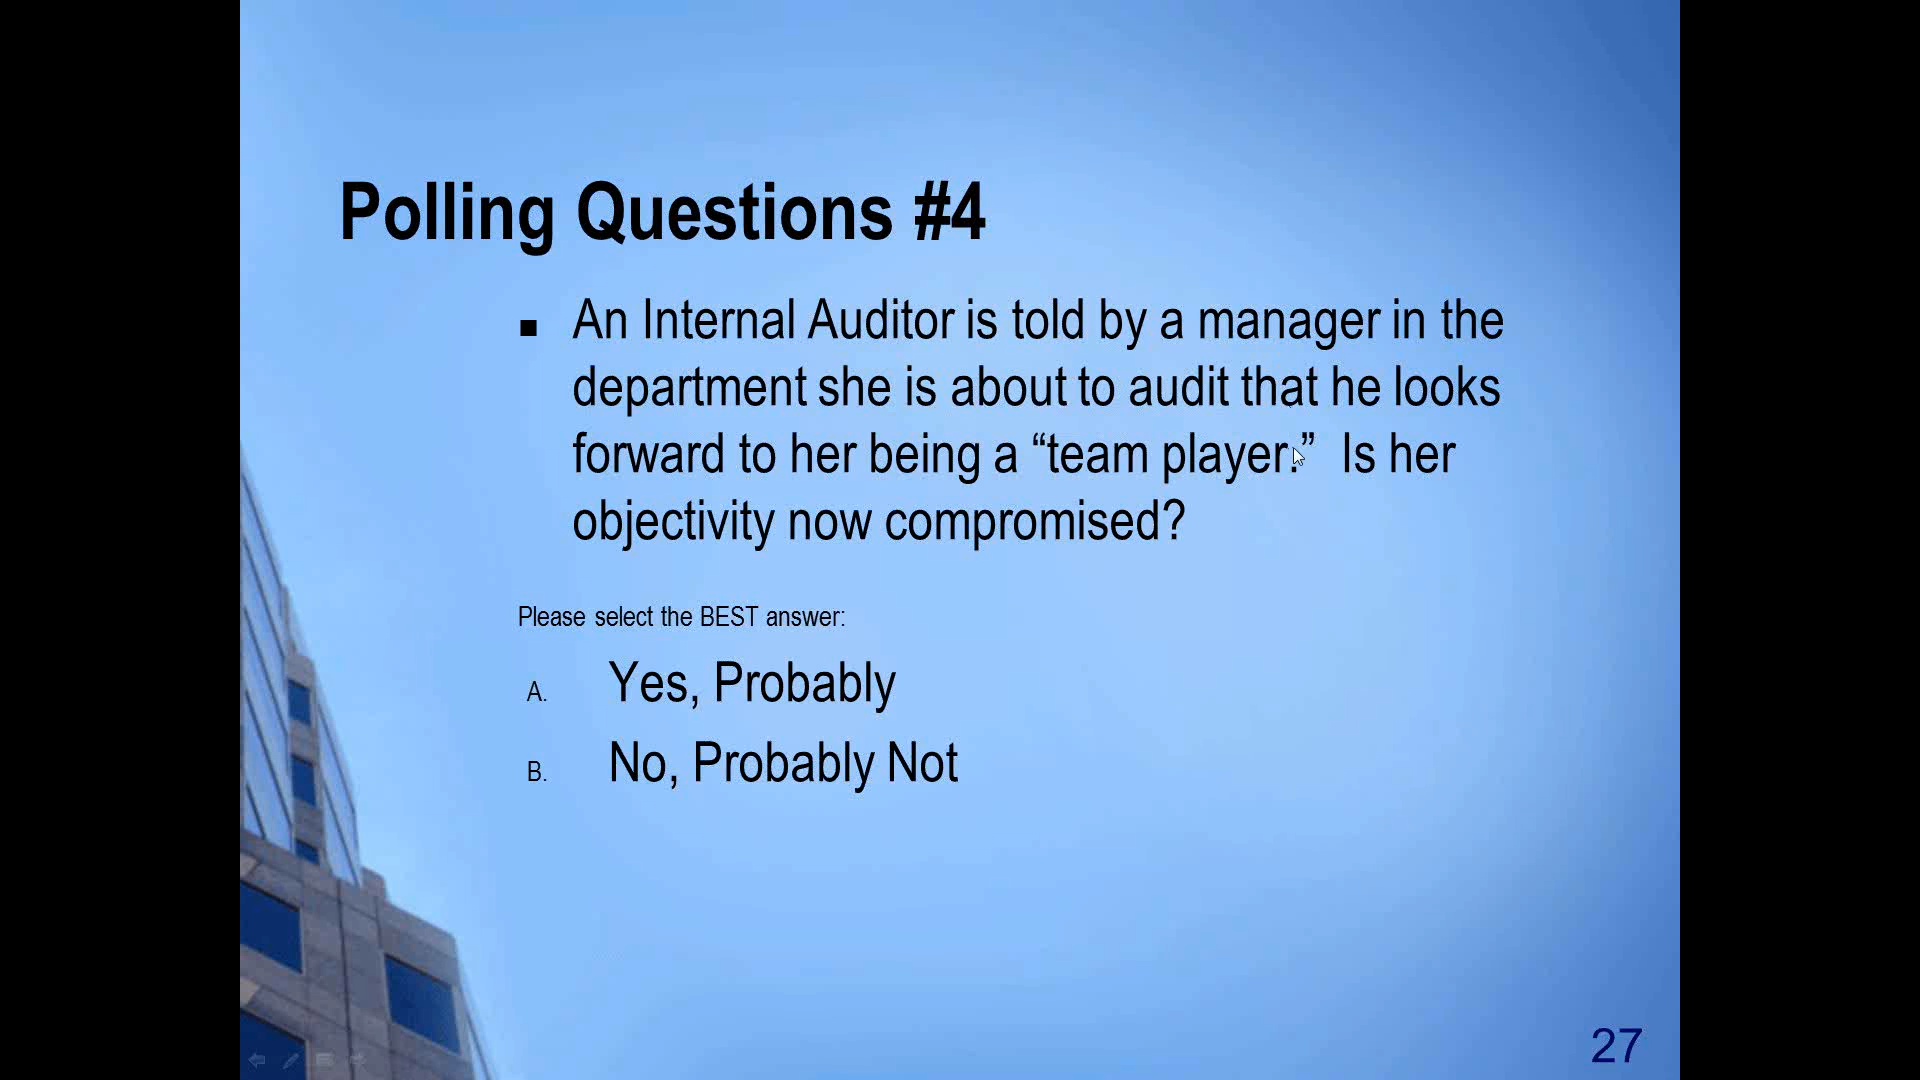 Polling Questions #4
■ An Internal Auditor is told by a manager in the
department she is about to audit that he looks
forward to her being a “team player.” Is her
objectivity now compromised?
Please select the BEST answer:
A. Yes, Probably
B. No, Probably Not
27